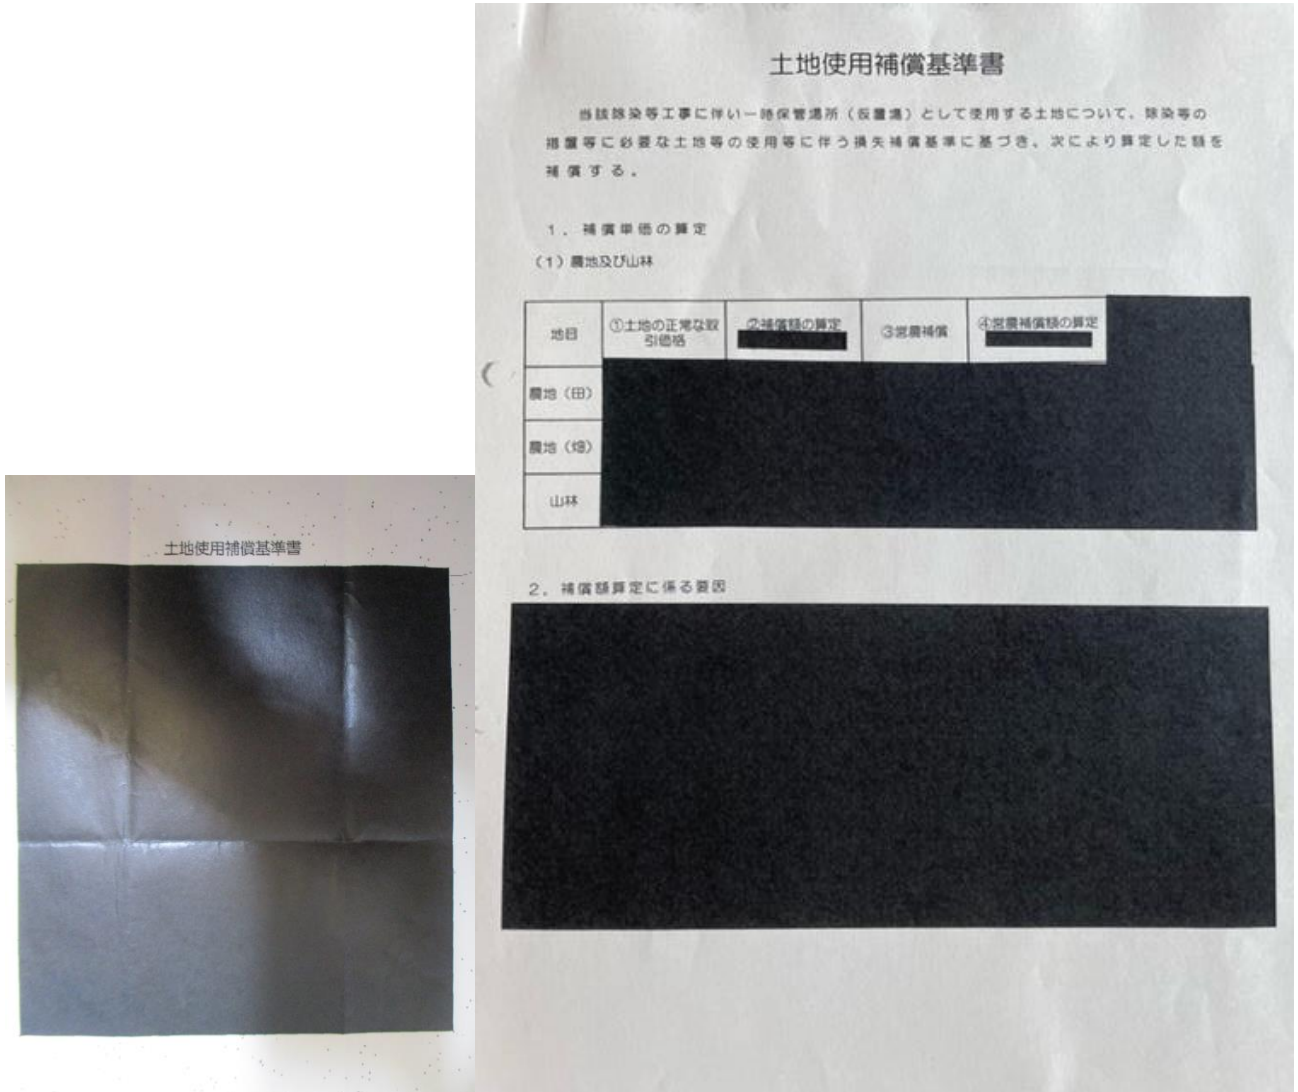 土地使用補償基準書
土地使用補償基準書
当該除染等工事に伴い一時保管場所（仮置場）として使用する土地について、除染等の
措置等に必要な土地等の使用等に伴う損失補償基準に基づき、次により算定した額を
補償する。
1．補償単価の算定
（1）農地及び山林
地目
①土地の正常な取
引価格
②補償額の算定
③営農補償
④営農補償額の算定
農地（田）
農地（畑）
山林
2．補償額算定に係る要因